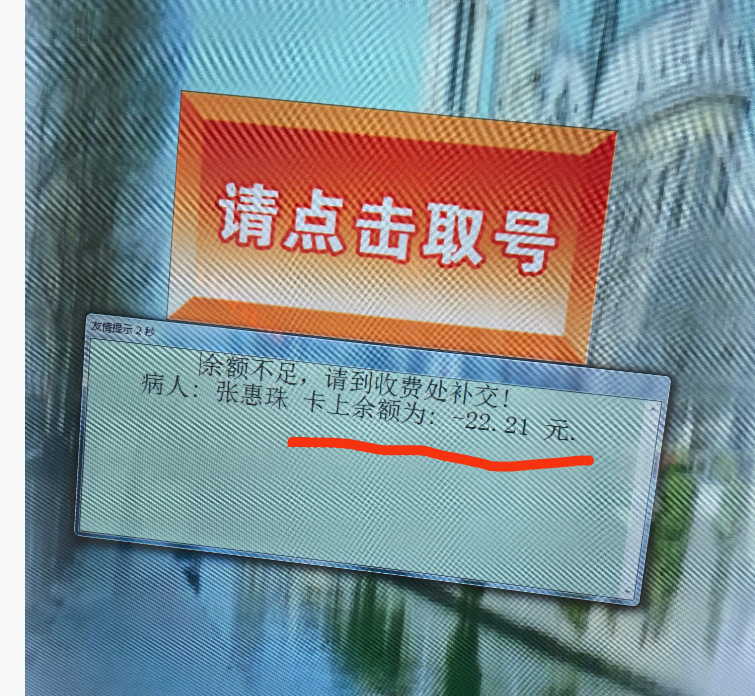 请点击取号
友情提示 2 秒
余额不足，请到收费处补交！
病人：张惠珠 卡上余额为：-22.21 元.